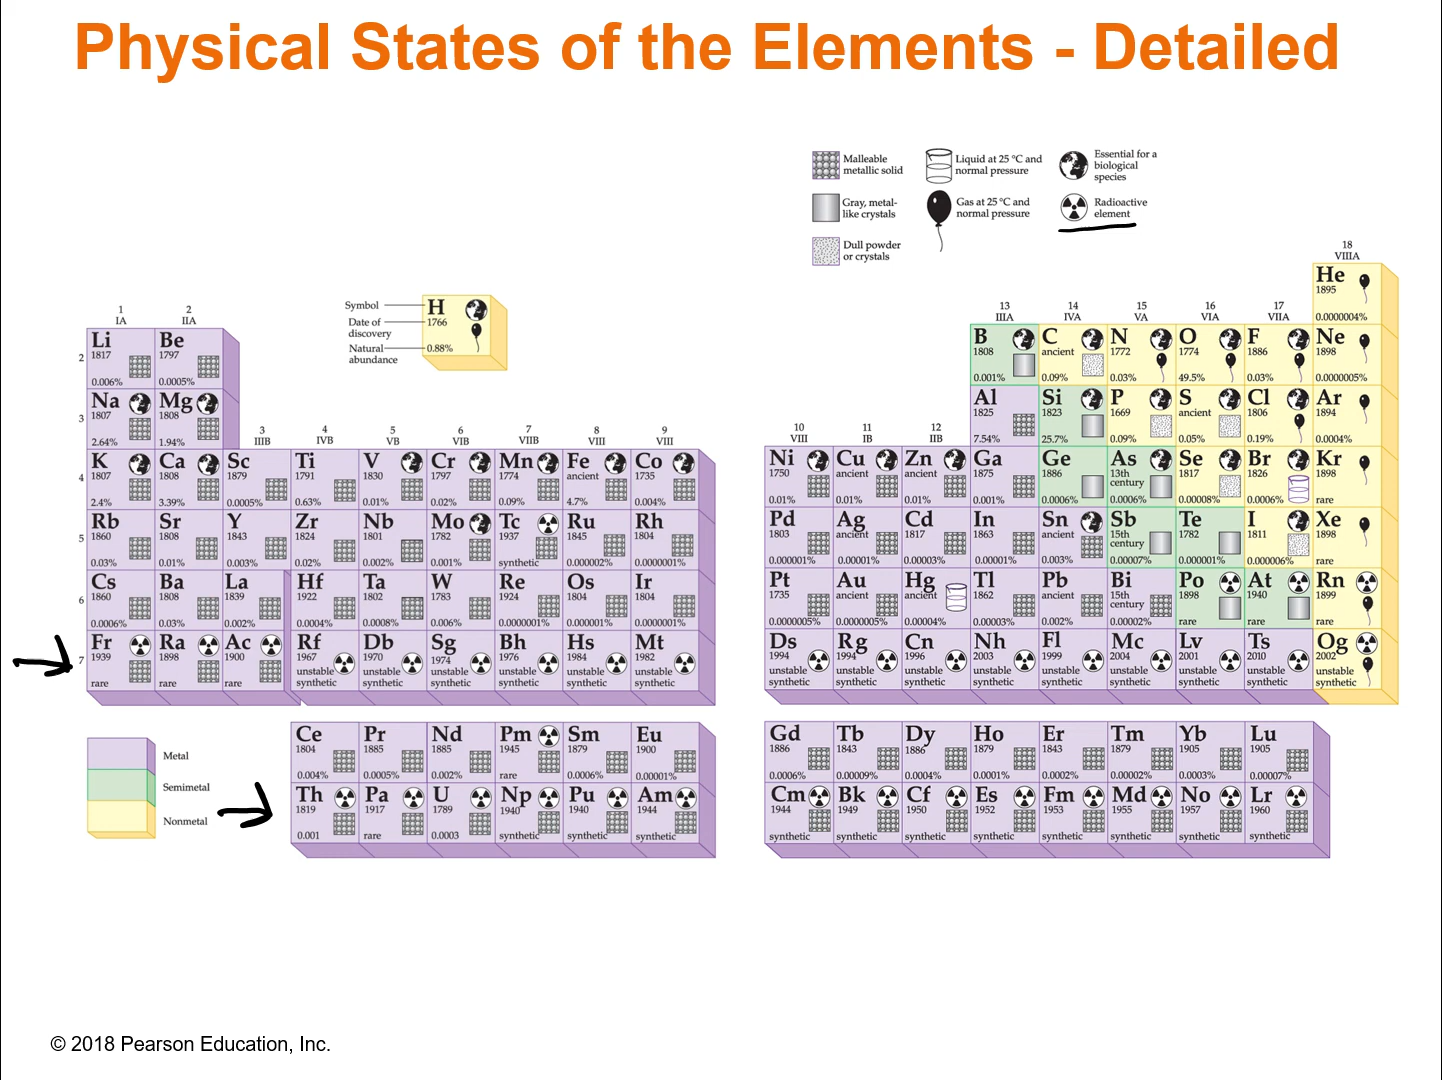 Physical States of the Elements - Detailed
Malleable
metallic solid
Liquid at 25 °C and
normal pressure
Essential for a
biological
species
Gray, metal-
like crystals
Gas at 25 °C and
normal pressure
Radioactive
element
Dull powder
or crystals
18
VIIIA
He
1895
0.0000004%
Symbol
Date of
discovery
Natural
abundance
H
1766
0.88%
1 2
IA IIA
13 14 15 16 17
IIIA IVA VA VIA VIIA
2 Li Be B C N O F Ne
1817 1797 1808 ancient 1772 1774 1886 1898
0.006% 0.0005% 0.001% 0.09% 0.03% 49.5% 0.03% 0.0000005%
3 Na Mg Al Si P S Cl Ar
1807 1808 1825 1823 1669 ancient 1806 1894
2.64% 1.94% 7.54% 25.7% 0.09% 0.05% 0.19% 0.0004%
3 4 5 6 7 8 9 10 11 12
IIIB IVB VB VIB VIIB VIII VIII VIII IB IIB
4 K Ca Sc Ti V Cr Mn Fe Co Ni Cu Zn Ga Ge As Se Br Kr
1807 1808 1879 1791 1830 1797 1774 ancient 1735 1750 ancient ancient 1875 1886 13th century 1817 1826 1898
2.4% 3.39% 0.0005% 0.63% 0.01% 0.02% 0.09% 4.7% 0.004% 0.01% 0.01% 0.01% 0.001% 0.0006% 0.0006% 0.00008% 0.0006% rare
5 Rb Sr Y Zr Nb Mo Tc Ru Rh Pd Ag Cd In Sn Sb Te I Xe
1860 1808 1843 1824 1801 1782 1937 1845 1804 1803 ancient 1817 1863 ancient 15th century 1782 1811 1898
0.03% 0.01% 0.003% 0.02% 0.002% 0.001% synthetic 0.000002% 0.0000001% 0.000001% 0.00001% 0.00003% 0.00001% 0.003% 0.00007% 0.000001% 0.000006% rare
6 Cs Ba La Hf Ta W Re Os Ir Pt Au Hg Tl Pb Bi Po At Rn
1860 1808 1839 1922 1802 1783 1924 1804 1804 1735 ancient ancient 1862 ancient 15th century 1898 1940 1899
0.0006% 0.03% 0.002% 0.0004% 0.0008% 0.006% 0.0000001% 0.000001% 0.0000001% 0.0000005% 0.0000005% 0.00004% 0.00003% 0.002% 0.00002% rare rare rare
7 Fr Ra Ac Rf Db Sg Bh Hs Mt Ds Rg Cn Nh Fl Mc Lv Ts Og
1939 1898 1900 1967 1970 1974 1976 1984 1982 1994 1994 1996 2003 1999 2004 2001 2010 2002
unstable unstable unstable unstable unstable unstable unstable unstable unstable unstable unstable unstable unstable unstable unstable
rare rare rare synthetic synthetic synthetic synthetic synthetic synthetic synthetic synthetic synthetic synthetic synthetic synthetic synthetic synthetic synthetic
Ce Pr Nd Pm Sm Eu Gd Tb Dy Ho Er Tm Yb Lu
1804 1885 1885 1945 1879 1900 1886 1843 1886 1879 1843 1879 1905 1905
0.004% 0.0005% 0.002% rare 0.0006% 0.00001% 0.0006% 0.00009% 0.0004% 0.0001% 0.0002% 0.00002% 0.0003% 0.00007%
Th Pa U Np Pu Am Cm Bk Cf Es Fm Md No Lr
1819 1917 1789 1940 1940 1944 1944 1949 1950 1952 1953 1955 1957 1960
0.001 rare 0.0003 synthetic synthetic synthetic synthetic synthetic synthetic synthetic synthetic synthetic synthetic synthetic
Metal
Semimetal
Nonmetal
© 2018 Pearson Education, Inc.